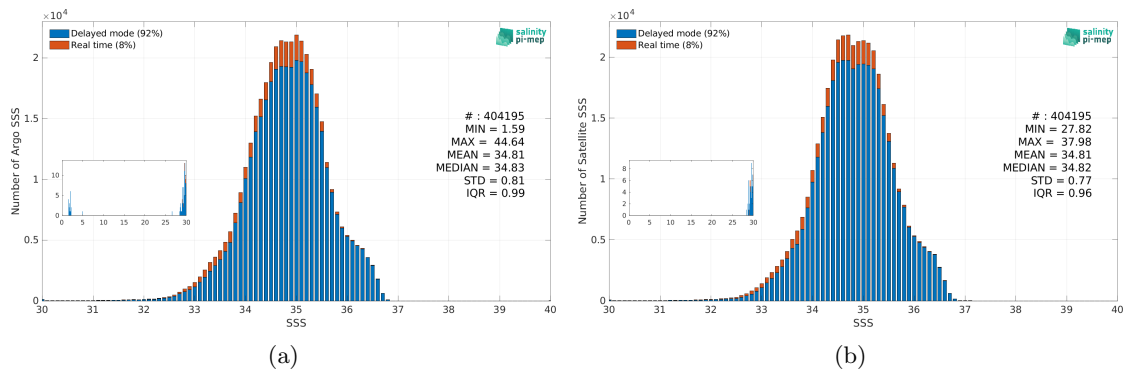 ×10⁴
Delayed mode (92%)
Real time (8%)
salinity
pi-mep
2
1.5
1
0.5
0
Number of Argo SSS
# : 404195
MIN = 1.59
MAX = 44.64
MEAN = 34.81
MEDIAN = 34.83
STD = 0.81
IQR = 0.99
10
5
0
0 5 10 15 20 25 30
30 31 32 33 34 35 36 37 38 39 40
SSS
(a)
×10⁴
Delayed mode (92%)
Real time (8%)
salinity
pi-mep
2
1.5
1
0.5
0
Number of Satellite SSS
# : 404195
MIN = 27.82
MAX = 37.98
MEAN = 34.81
MEDIAN = 34.82
STD = 0.77
IQR = 0.96
8
6
4
2
0
0 5 10 15 20 25 30
30 31 32 33 34 35 36 37 38 39 40
SSS
(b)